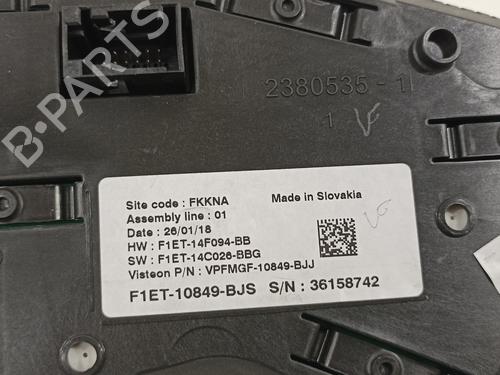 2380535-1
1
Site code : FKKNA
Made in Slovakia
Assembly line : 01
Date : 26/01/18
HW : F1ET-14F094-BB
SW : F1ET-14C026-BBG
Visteon P/N : VPFMGF-10849-BJJ
F1ET-10849-BJS S/N : 36158742
B-PARTS